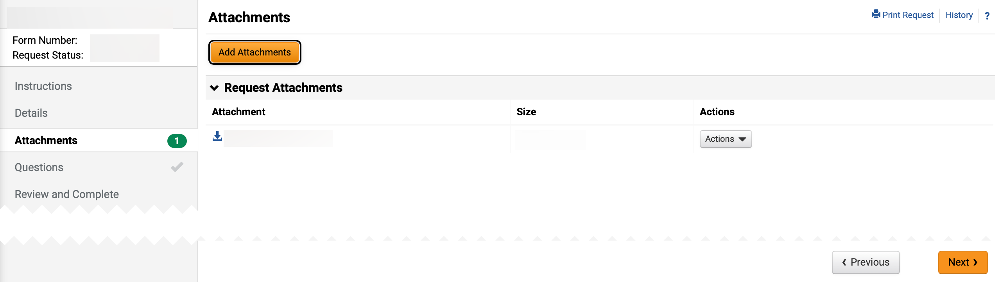 Form Number:
Request Status:
Instructions
Details
Attachments 1
Questions
Review and Complete
Attachments
Print Request History ?
Add Attachments
Request Attachments
Attachment Size Actions
Actions
‹ Previous Next ›